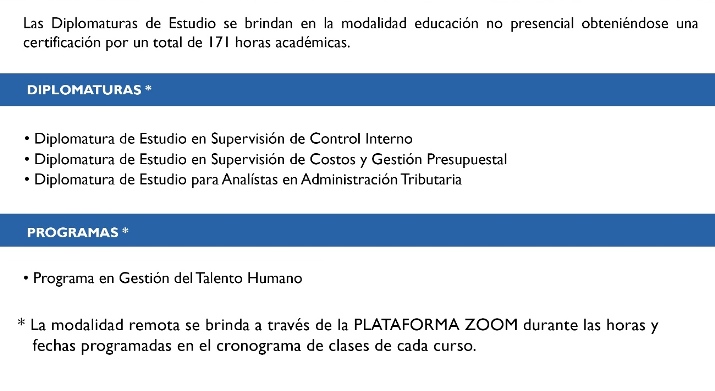 Las Diplomaturas de Estudio se brindan en la modalidad educación no presencial obteniéndose una
certificación por un total de 171 horas académicas.
DIPLOMATURAS *
• Diplomatura de Estudio en Supervisión de Control Interno
• Diplomatura de Estudio en Supervisión de Costos y Gestión Presupuestal
• Diplomatura de Estudio para Analístas en Administración Tributaria
PROGRAMAS *
• Programa en Gestión del Talento Humano
* La modalidad remota se brinda a través de la PLATAFORMA ZOOM durante las horas y
fechas programadas en el cronograma de clases de cada curso.